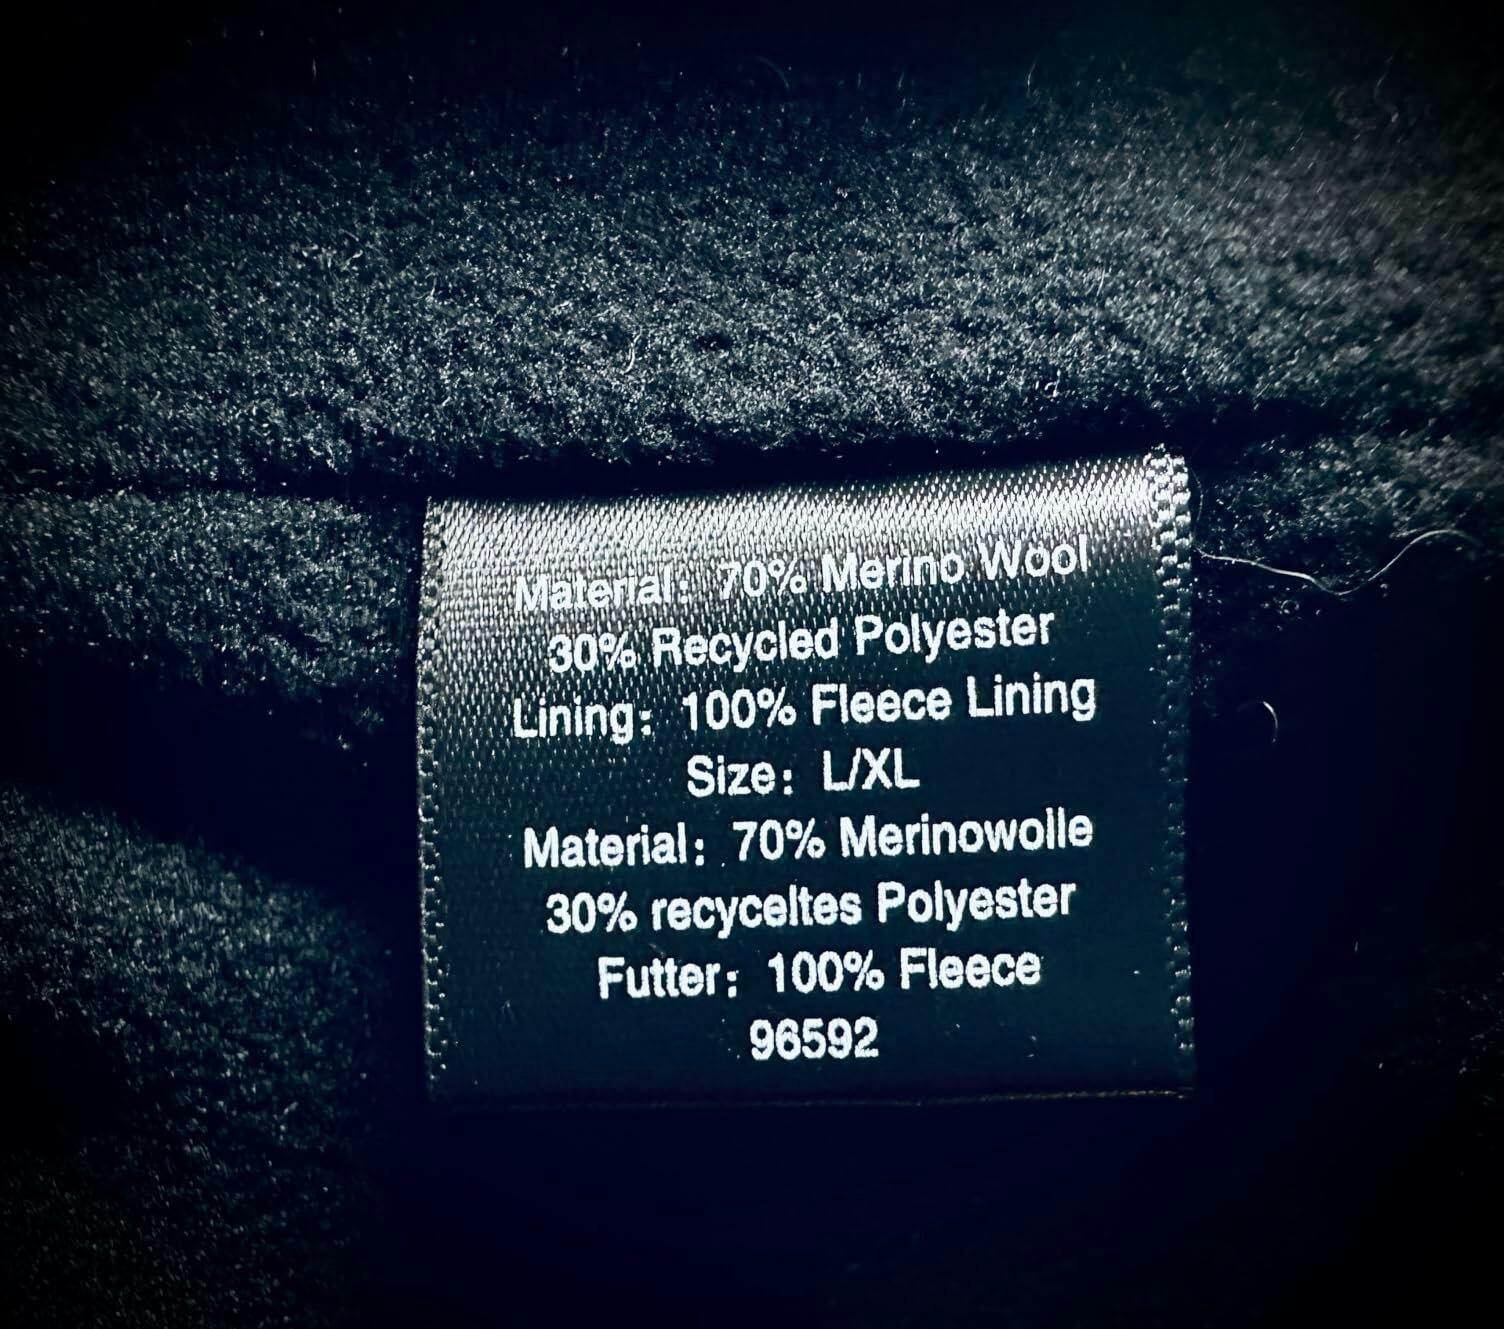 Material: 70% Merino Wool
30% Recycled Polyester
Lining: 100% Fleece Lining
Size: L/XL
Material: 70% Merinowolle
30% recyceltes Polyester
Futter: 100% Fleece
96592